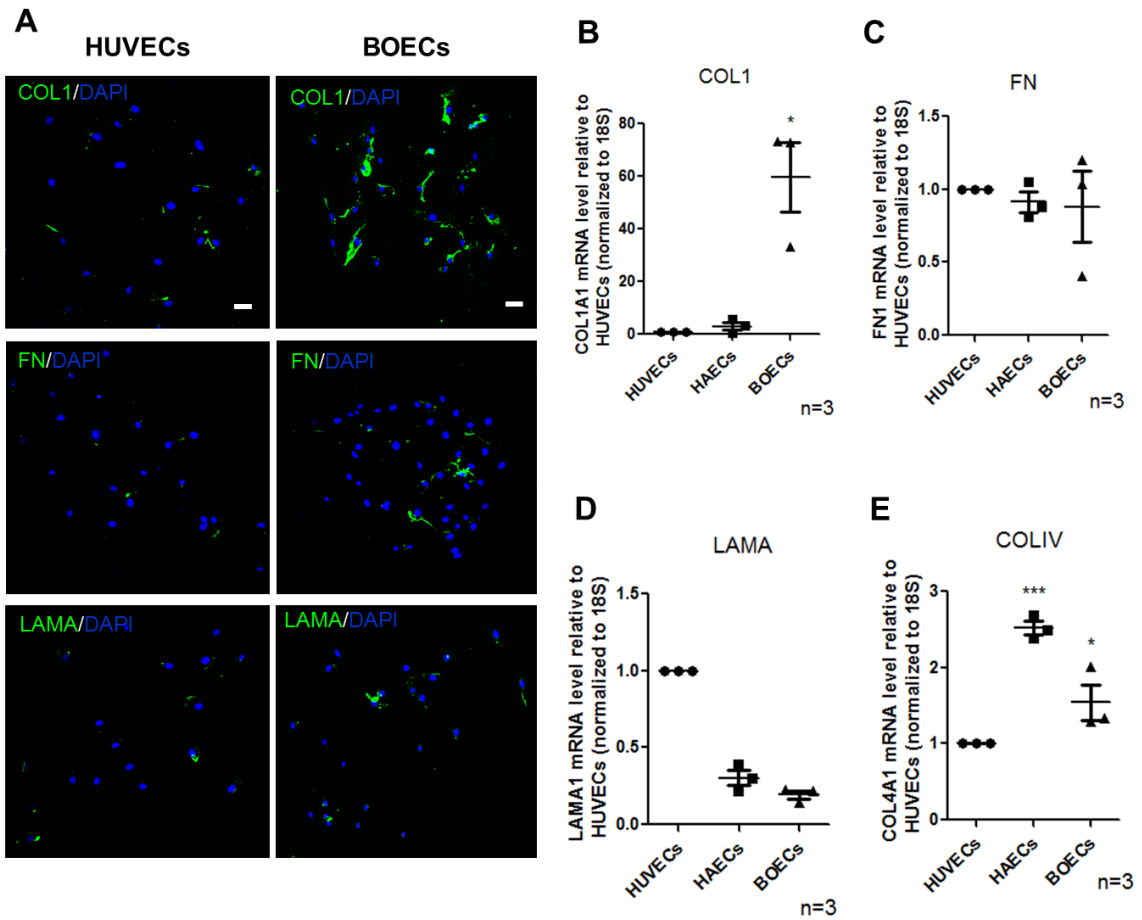 A
HUVECs
BOECs
COL1/DAPI
COL1/DAPI
FN/DAPI
FN/DAPI
LAMA/DARI
LAMA/DAPI
B
COL1
COL1A1 mRNA level relative to
HUVECs (normalized to 18S)
80
60
40
20
0
*
HUVECs
HAECs
BOECs
n=3
C
FN
FN1 mRNA level relative to
HUVECs (normalized to 18S)
1.5
1.0
0.5
0.0
HUVECs
HAECs
BOECs
n=3
D
LAMA
LAMA1 mRNA level relative to
HUVECs (normalized to 18S)
1.5
1.0
0.5
0.0
HUVECs
HAECs
BOECs
n=3
E
COLIV
COL4A1 mRNA level relative to
HUVECs (normalized to 18S)
3
2
1
0
***
*
HUVECs
HAECs
BOECs
n=3